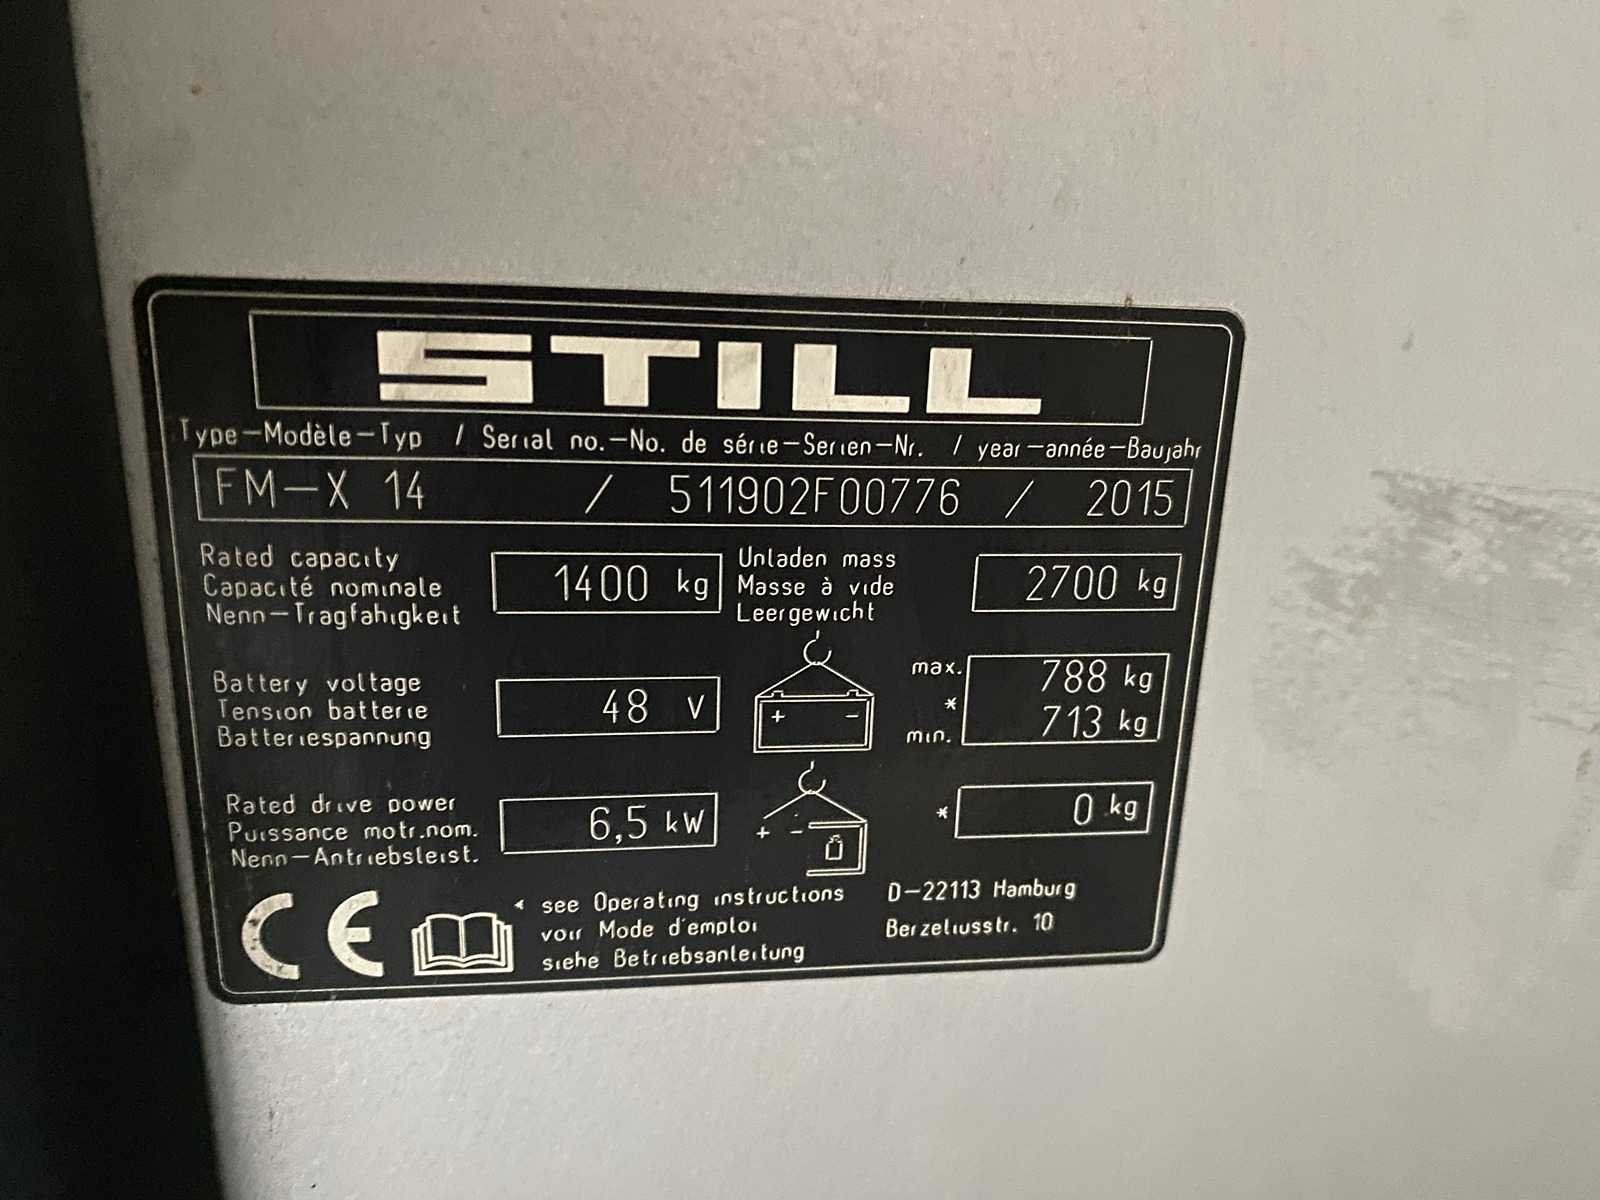 STILL
Type-Modèle-Typ / Serial no.-No. de série-Serien-Nr. / year-année-Baujahr
FM-X 14 / 511902F00776 / 2015
Rated capacity
Capacité nominale
Nenn-Tragfähigkeit
1400 kg
Unladen mass
Masse à vide
Leergewicht
2700 kg
Battery voltage
Tension batterie
Batteriespannung
48 V
+ -
max. 788 kg
*
min. 713 kg
Rated drive power
Puissance motr.nom.
Nenn-Antriebsleist.
6,5 kW
+ -
* 0 kg
CE
* see Operating instructions
voir Mode d'emploi
siehe Betriebsanleitung
D-22113 Hamburg
Berzeliusstr. 10